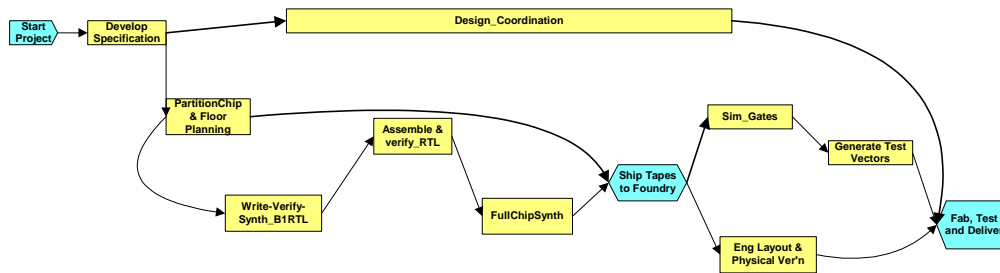 Start
Project
Develop
Specification
Design_Coordination
PartitionChip
& Floor
Planning
Assemble &
verify_RTL
Sim_Gates
Generate Test
Vectors
Ship Tapes
to Foundry
Write-Verify-
Synth_B1RTL
FullChipSynth
Fab, Test
and Deliver
Eng Layout &
Physical Ver'n